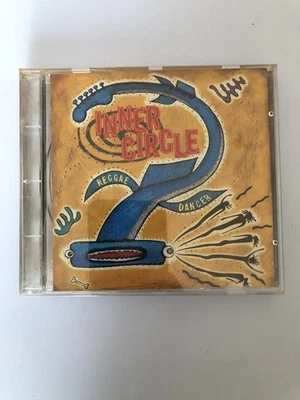 INNER
CIRCLE
REGGAE
DANCER